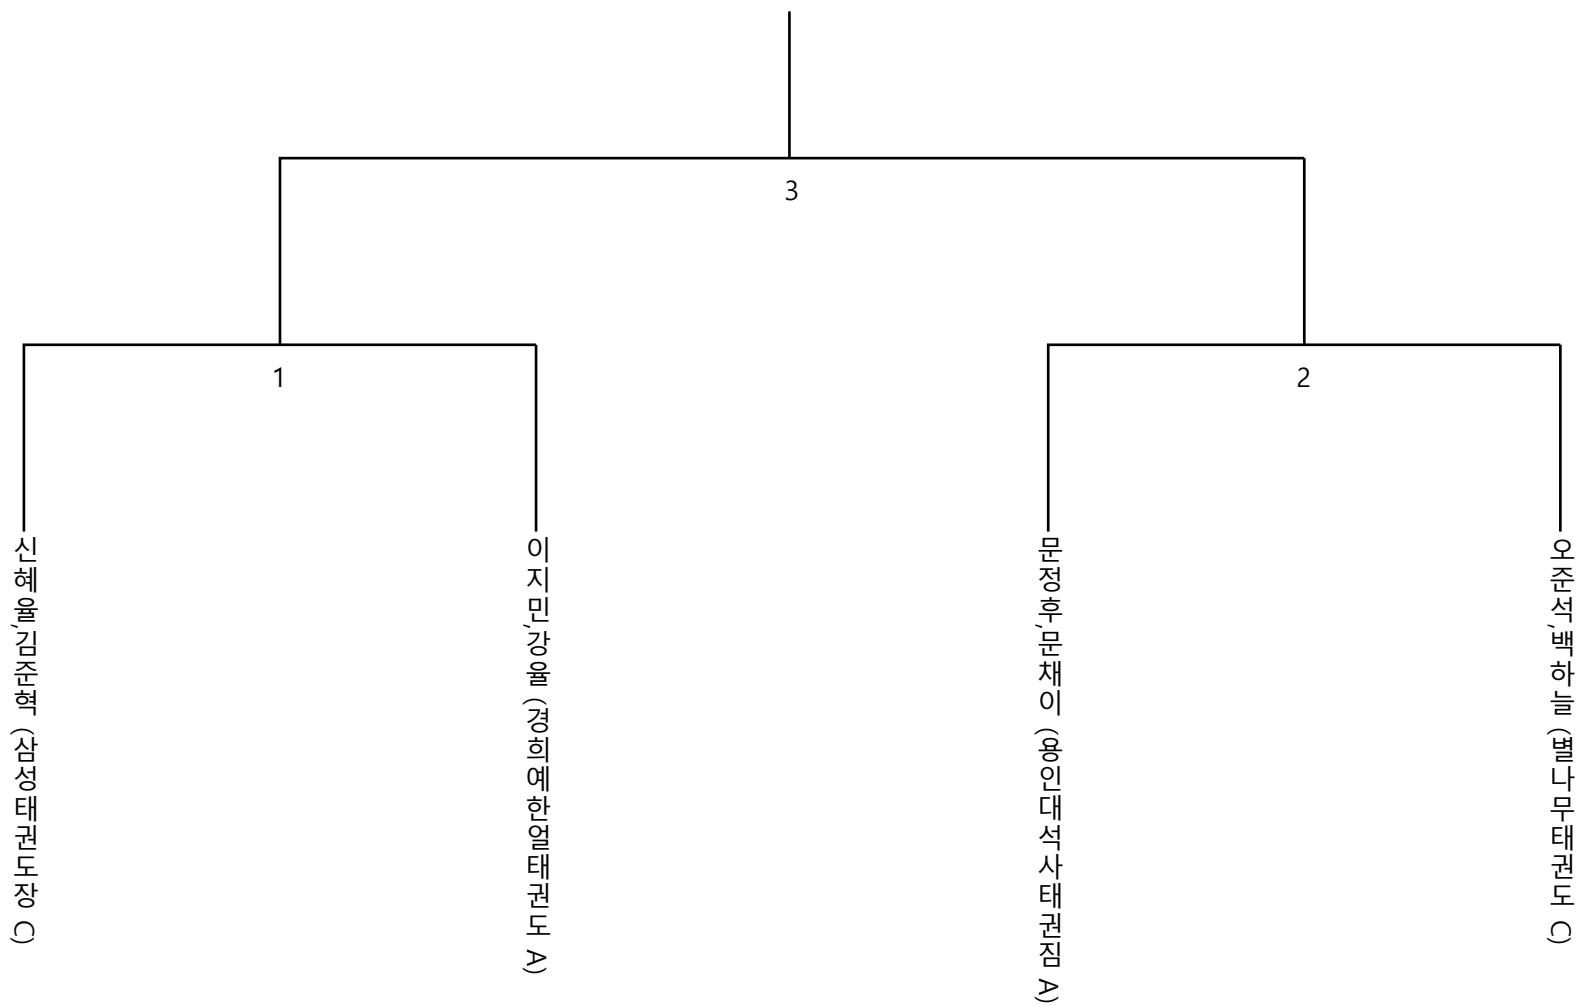 3
1
2
신혜율,김준혁 (삼성태권도장 C)
이지민,강율 (경희예한얼태권도 A)
문정후,문채이 (용인대석사태권짐 A)
오준석,백하늘 (별나무태권도 C)